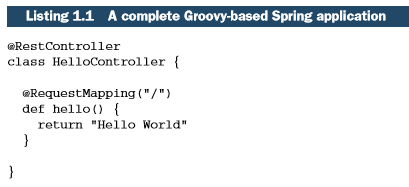 Listing 1.1 A complete Groovy-based Spring application
@RestController
class HelloController {
@RequestMapping("/")
def hello() {
return "Hello World"
}
}